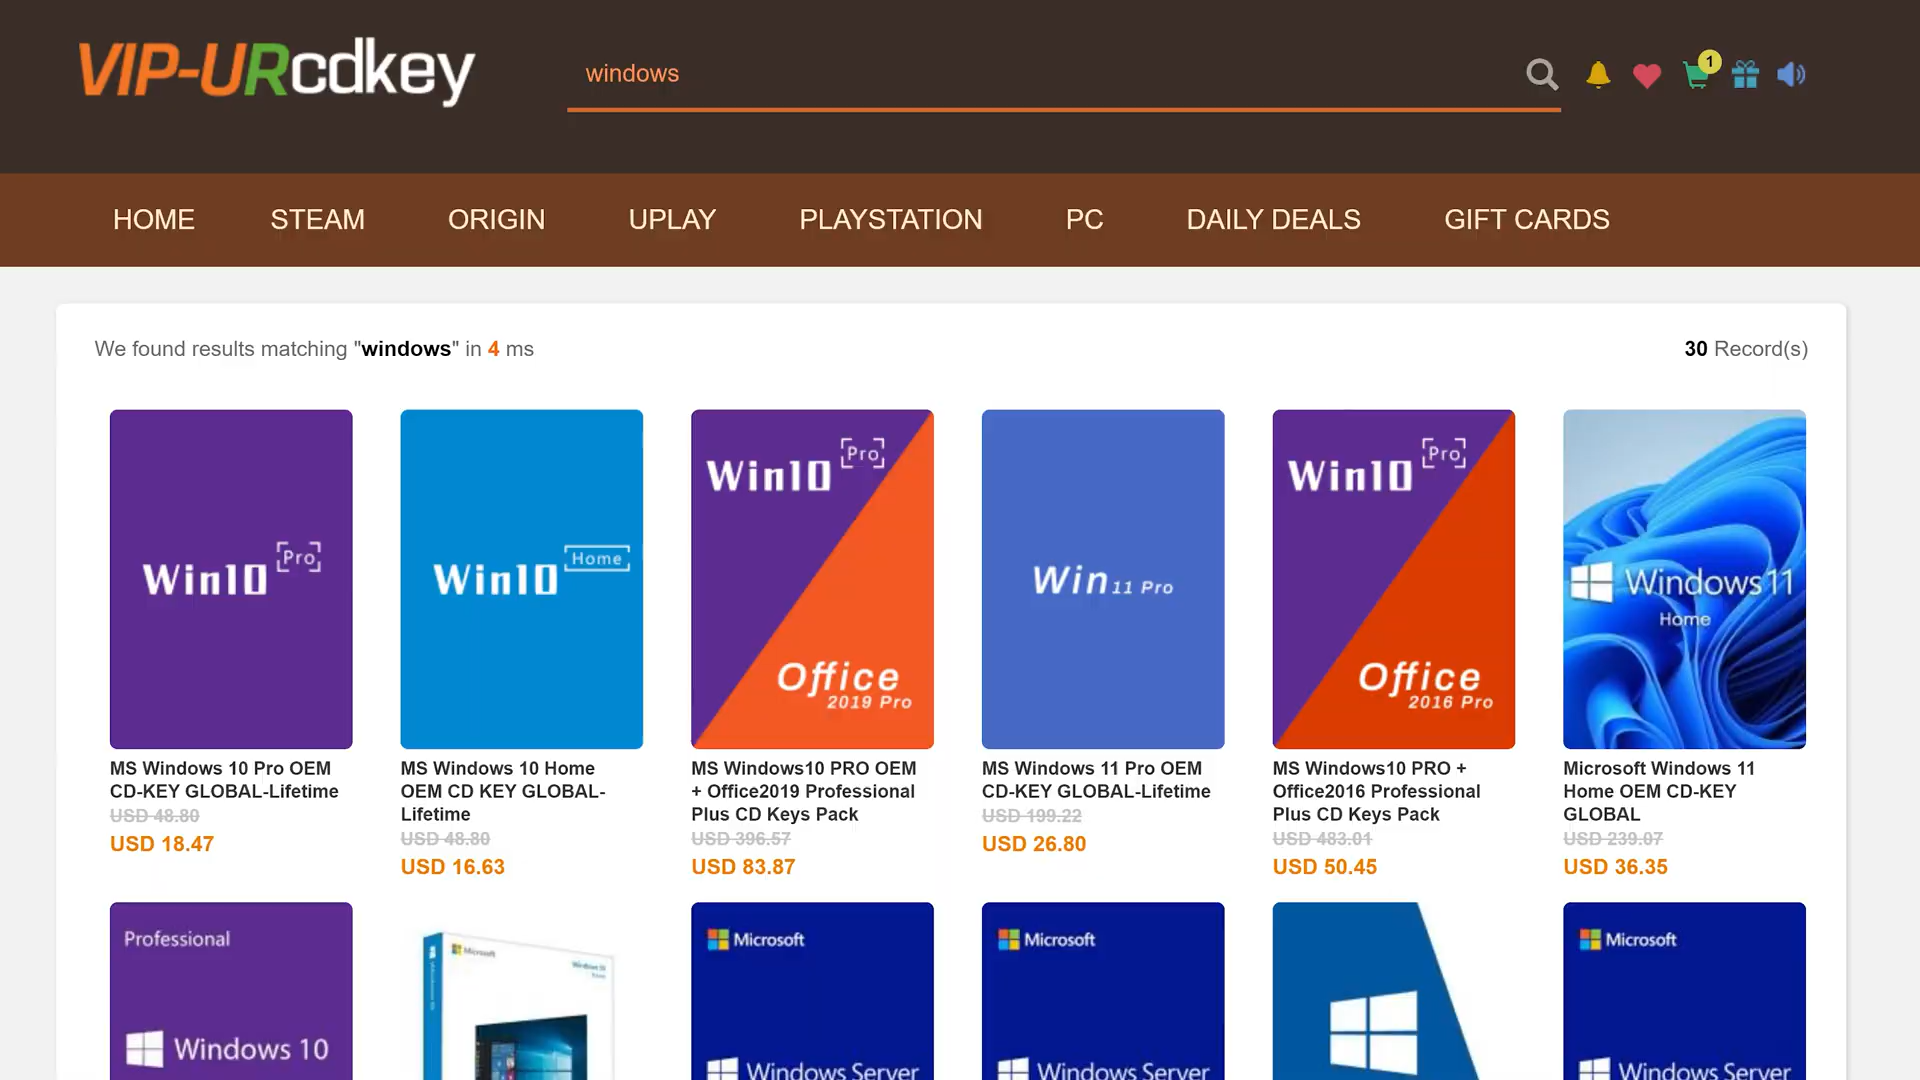 VIP-URcdkey
windows
1
HOME STEAM ORIGIN UPLAY PLAYSTATION PC DAILY DEALS GIFT CARDS
We found results matching "windows" in 4 ms
30 Record(s)
Win10 Pro
Win10 Home
Win10 Pro
Office
2019 Pro
Win 11 Pro
Win10 Pro
Office
2016 Pro
Windows 11
Home
MS Windows 10 Pro OEM
CD-KEY GLOBAL-Lifetime
USD 48.80
USD 18.47
MS Windows 10 Home
OEM CD KEY GLOBAL-
Lifetime
USD 48.80
USD 16.63
MS Windows10 PRO OEM
+ Office2019 Professional
Plus CD Keys Pack
USD 396.57
USD 83.87
MS Windows 11 Pro OEM
CD-KEY GLOBAL-Lifetime
USD 199.22
USD 26.80
MS Windows10 PRO +
Office2016 Professional
Plus CD Keys Pack
USD 483.01
USD 50.45
Microsoft Windows 11
Home OEM CD-KEY
GLOBAL
USD 239.07
USD 36.35
Professional
Windows 10
Microsoft
Windows 10
Microsoft
Windows Server
Microsoft
Windows Server
Microsoft
Windows Server